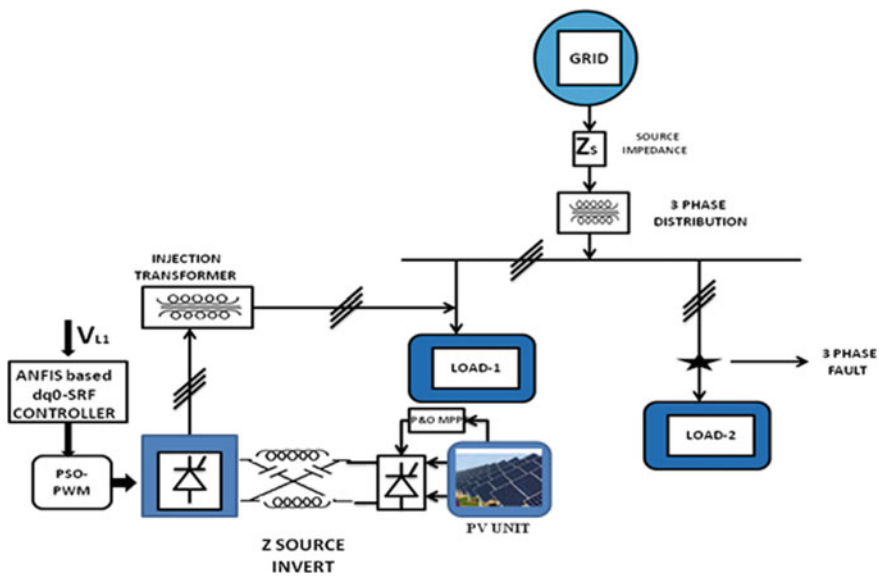 GRID
Zs
SOURCE
IMPEDANCE
3 PHASE
DISTRIBUTION
INJECTION
TRANSFORMER
VL1
ANFIS based
dq0-SRF
CONTROLLER
LOAD-1
3 PHASE
FAULT
P&O MPP
LOAD-2
PSO-
PWM
PV UNIT
Z SOURCE
INVERT